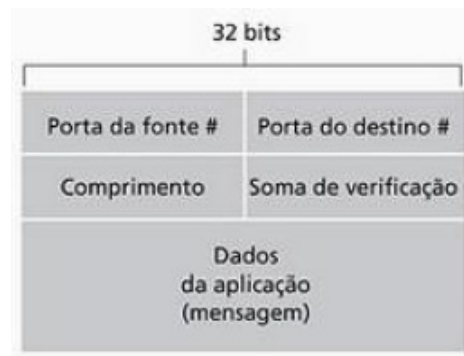 32 bits
Porta da fonte # Porta do destino #
Comprimento Soma de verificação
Dados
da aplicação
(mensagem)